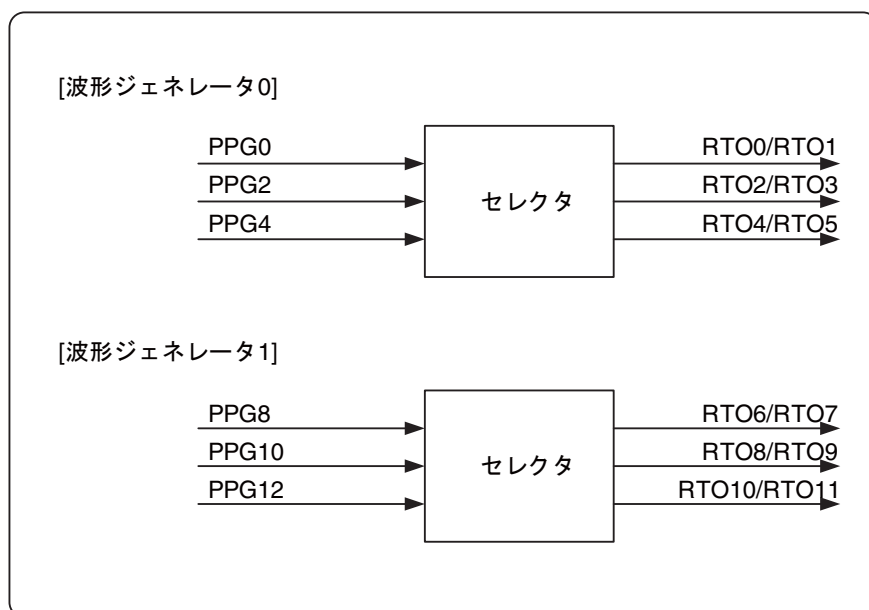 [波形ジェネレータ0]
PPG0
RTO0/RTO1
PPG2
セレクタ
RTO2/RTO3
PPG4
RTO4/RTO5
[波形ジェネレータ1]
PPG8
RTO6/RTO7
PPG10
セレクタ
RTO8/RTO9
PPG12
RTO10/RTO11